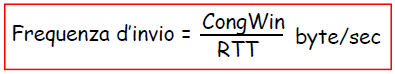 Frequenza d'invio = CongWin / RTT byte/sec